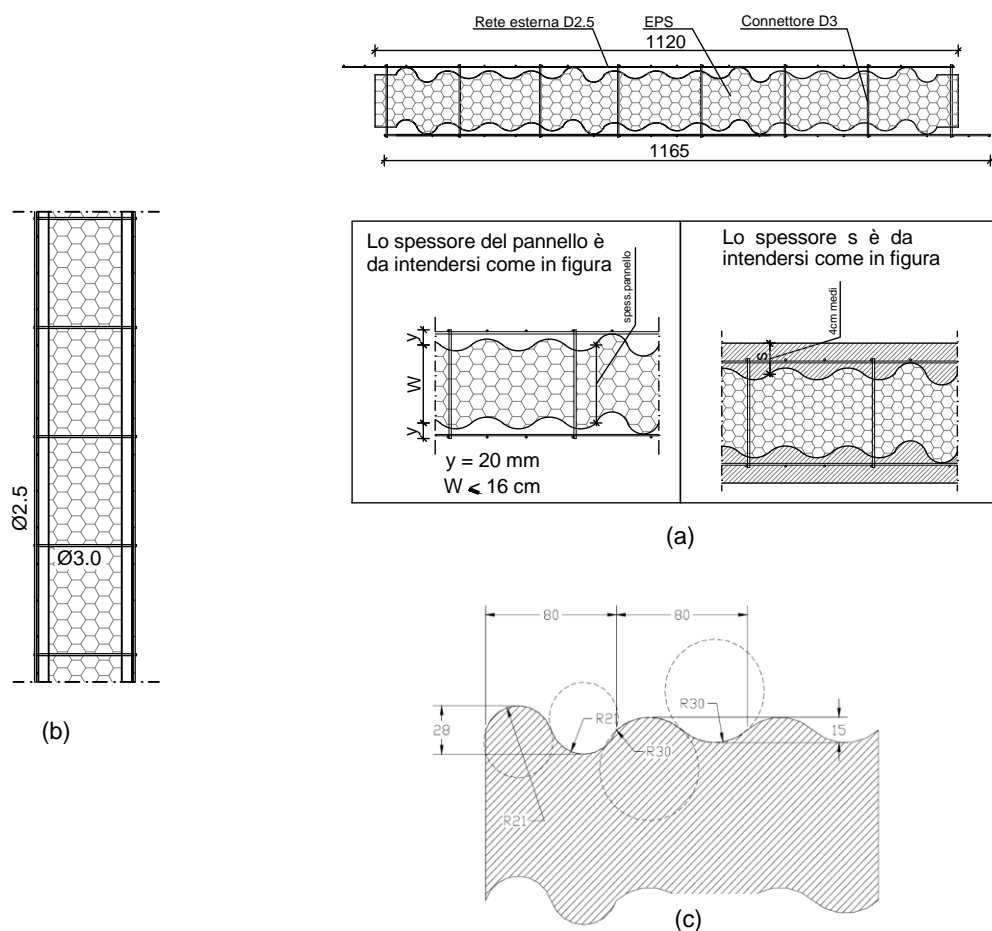 Rete esterna D2.5
EPS
Connettore D3
1120
1165
Lo spessore del pannello è
da intendersi come in figura
spess.pannello
y
W
y
y = 20 mm
W ⩽ 16 cm
Lo spessore s è da
intendersi come in figura
4cm medi
s
(a)
Ø2.5
Ø3.0
(b)
80
80
28
R21
R30
R30
15
R21
(c)